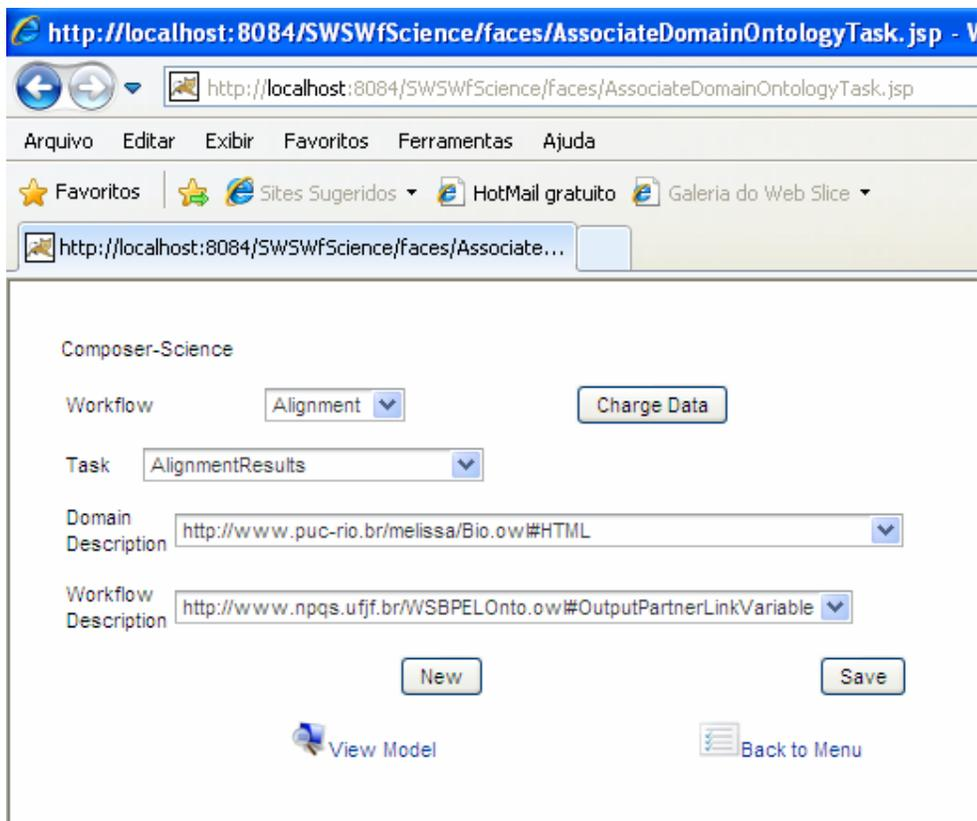 http://localhost:8084/SWSWfScience/faces/AssociateDomainOntologyTask.jsp - W
http://localhost:8084/SWSWfScience/faces/AssociateDomainOntologyTask.jsp
Arquivo Editar Exibir Favoritos Ferramentas Ajuda
Favoritos Sites Sugeridos HotMail gratuito Galeria do Web Slice
http://localhost:8084/SWSWfScience/faces/Associate...
Composer-Science
Workflow Alignment Charge Data
Task AlignmentResults
Domain
Description http://www.puc-rio.br/melissa/Bio.owl#HTML
Workflow
Description http://www.npqs.ufjf.br/WSBPELOnto.owl#OutputPartnerLinkVariable
New Save
View Model Back to Menu